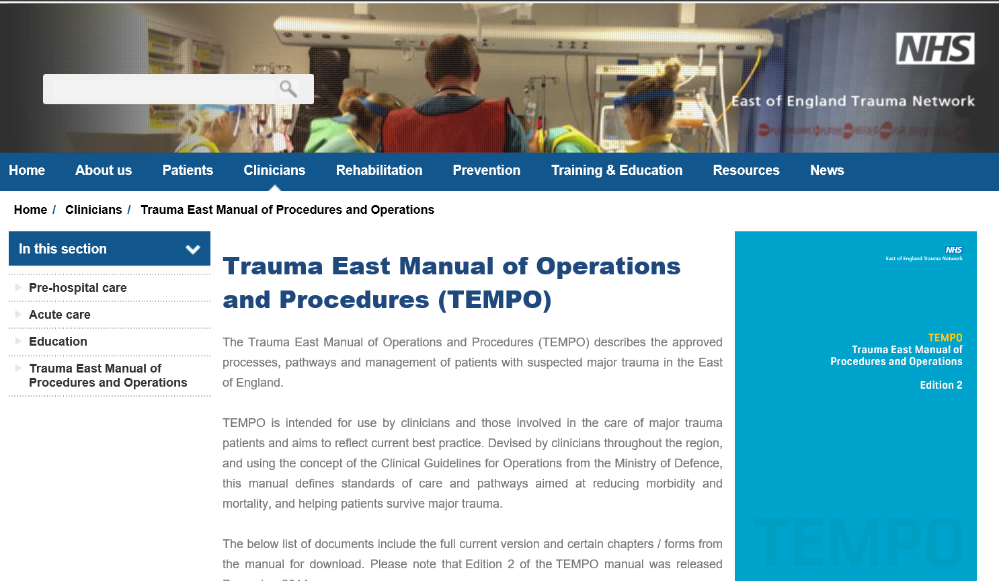 NHS
East of England Trauma Network
Home About us Patients Clinicians Rehabilitation Prevention Training & Education Resources News
Home / Clinicians / Trauma East Manual of Procedures and Operations
In this section
Pre-hospital care
Acute care
Education
Trauma East Manual of
Procedures and Operations
Trauma East Manual of Operations
and Procedures (TEMPO)
The Trauma East Manual of Operations and Procedures (TEMPO) describes the approved
processes, pathways and management of patients with suspected major trauma in the East
of England.
TEMPO is intended for use by clinicians and those involved in the care of major trauma
patients and aims to reflect current best practice. Devised by clinicians throughout the region,
and using the concept of the Clinical Guidelines for Operations from the Ministry of Defence,
this manual defines standards of care and pathways aimed at reducing morbidity and
mortality, and helping patients survive major trauma.
The below list of documents include the full current version and certain chapters / forms from
the manual for download. Please note that Edition 2 of the TEMPO manual was released
NHS
East of England Trauma Network
TEMPO
Trauma East Manual of
Procedures and Operations
Edition 2
TEMPO